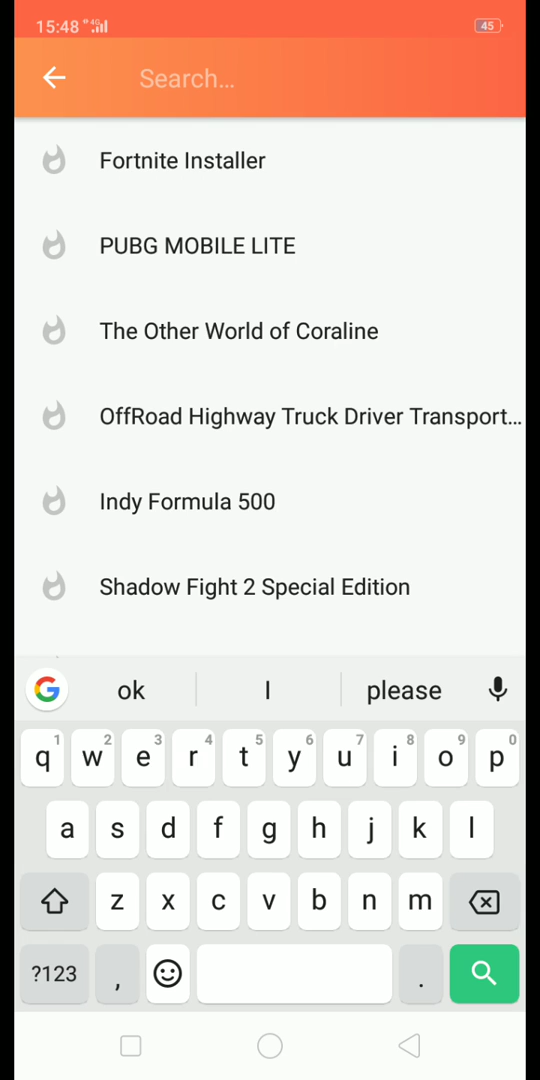 15:48 4G 45
Search...
Fortnite Installer
PUBG MOBILE LITE
The Other World of Coraline
OffRoad Highway Truck Driver Transport...
Indy Formula 500
Shadow Fight 2 Special Edition
G ok I please
q1 w2 e3 r4 t5 y6 u7 i8 o9 p0
a s d f g h j k l
z x c v b n m
?123 , .